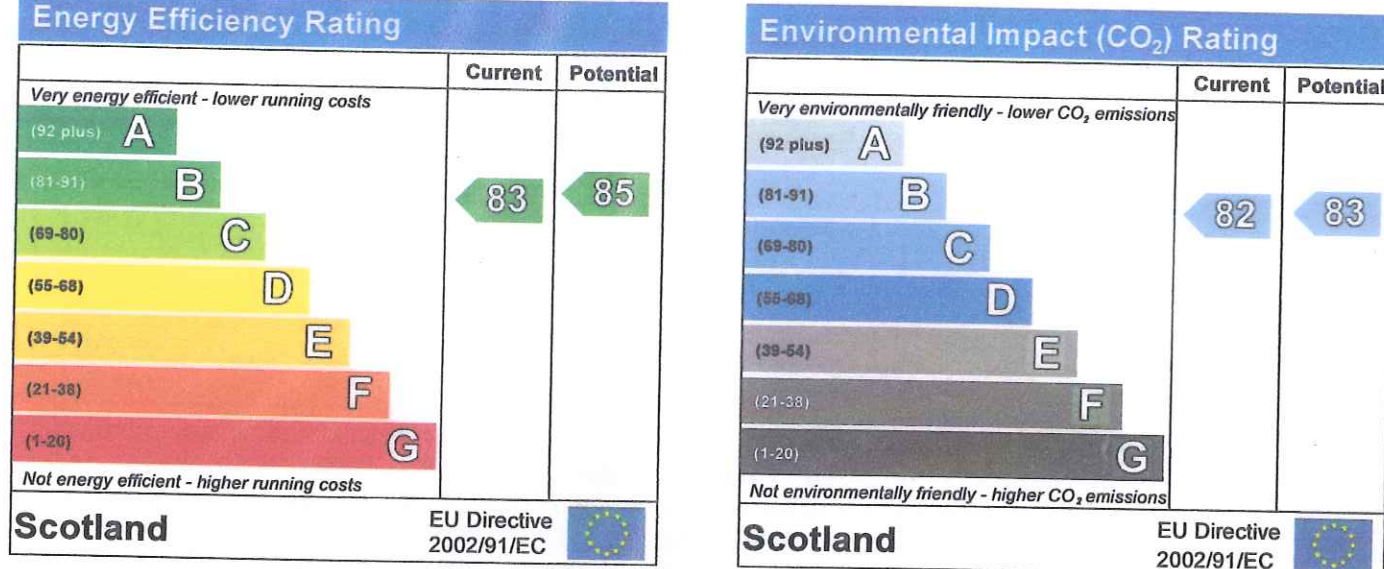 Energy Efficiency Rating
Current Potential
Very energy efficient - lower running costs
(92 plus) A
(81-91) B
83 85
(69-80) C
(55-68) D
(39-54) E
(21-38) F
(1-20) G
Not energy efficient - higher running costs
Scotland
EU Directive
2002/91/EC
Environmental Impact (CO₂) Rating
Current Potential
Very environmentally friendly - lower CO₂ emissions
(92 plus) A
(81-91) B
82 83
(69-80) C
(55-68) D
(39-54) E
(21-38) F
(1-20) G
Not environmentally friendly - higher CO₂ emissions
Scotland
EU Directive
2002/91/EC